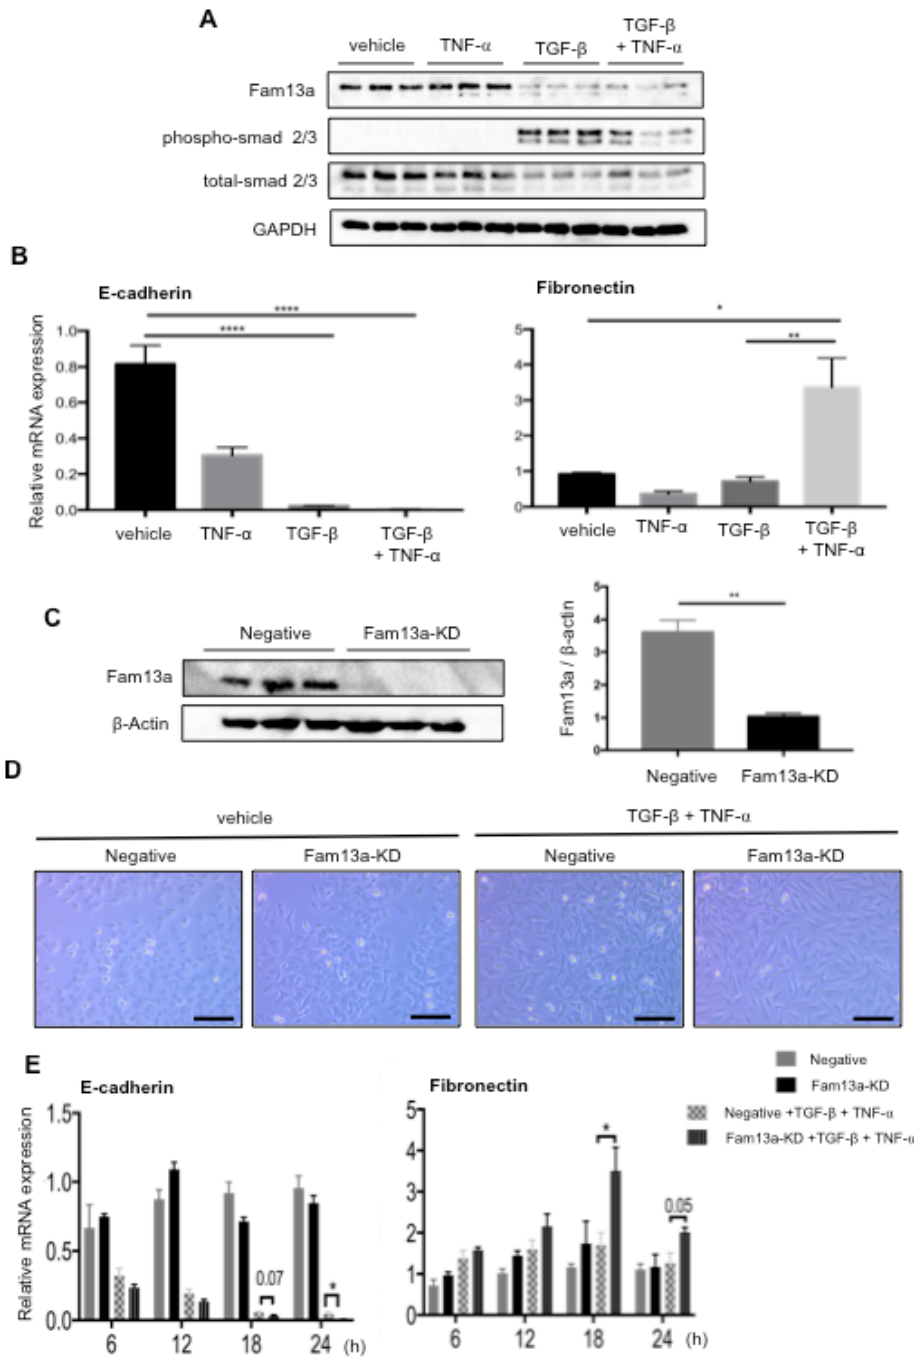 A
vehicle
TNF-α
TGF-β
TGF-β
+ TNF-α
Fam13a
phospho-smad 2/3
total-smad 2/3
GAPDH
B
E-cadherin
****
****
Relative mRNA expression
1.0
0.8
0.6
0.4
0.2
0.0
vehicle
TNF-α
TGF-β
TGF-β
+ TNF-α
Fibronectin
*
**
5
4
3
2
1
0
vehicle
TNF-α
TGF-β
TGF-β
+ TNF-α
C
Negative
Fam13a-KD
Fam13a
β-Actin
**
Fam13a / β-actin
5
4
3
2
1
0
Negative
Fam13a-KD
D
vehicle
TGF-β + TNF-α
Negative
Fam13a-KD
Negative
Fam13a-KD
E
E-cadherin
Relative mRNA expression
1.5
1.0
0.5
0.0
0.07
*
6
12
18
24
(h)
Fibronectin
5
4
3
2
1
0
*
0.05
6
12
18
24
(h)
Negative
Fam13a-KD
Negative +TGF-β + TNF-α
Fam13a-KD +TGF-β + TNF-α